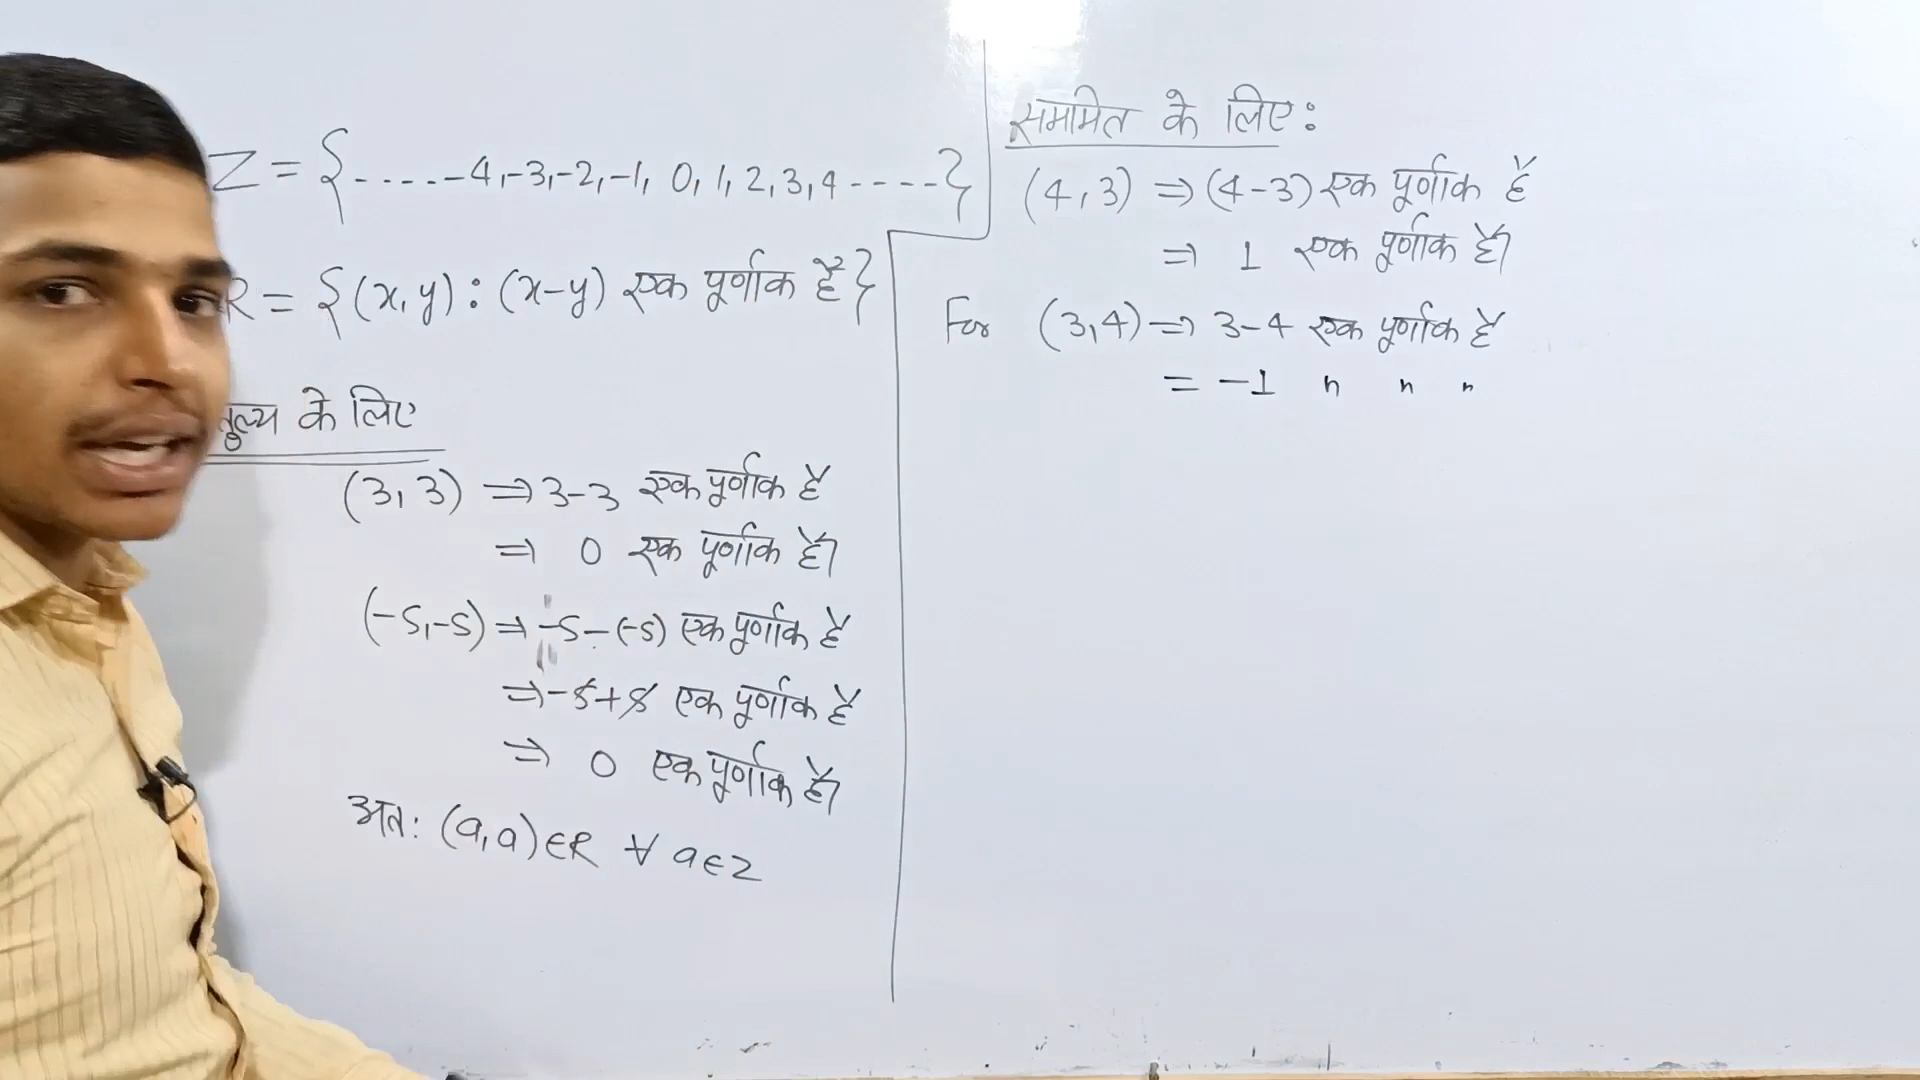 Z = {.....-4,-3,-2,-1, 0, 1, 2, 3, 4 ----}
R = {(x, y) : (x-y) एक पूर्णांक है}
तुल्य के लिए
(3, 3) ⇒ 3-3 एक पूर्णांक है
⇒ 0 एक पूर्णांक है।
(-5,-5) ⇒ -5-(-5) एक पूर्णांक है
⇒ -5+5 एक पूर्णांक है
⇒ 0 एक पूर्णांक है।
अतः (a, a) ∈ R ∀ a ∈ Z
सममित के लिए:
(4, 3) ⇒ (4-3) एक पूर्णांक है
⇒ 1 एक पूर्णांक है।
For (3,4) ⇒ 3-4 एक पूर्णांक है
= -1 " " "